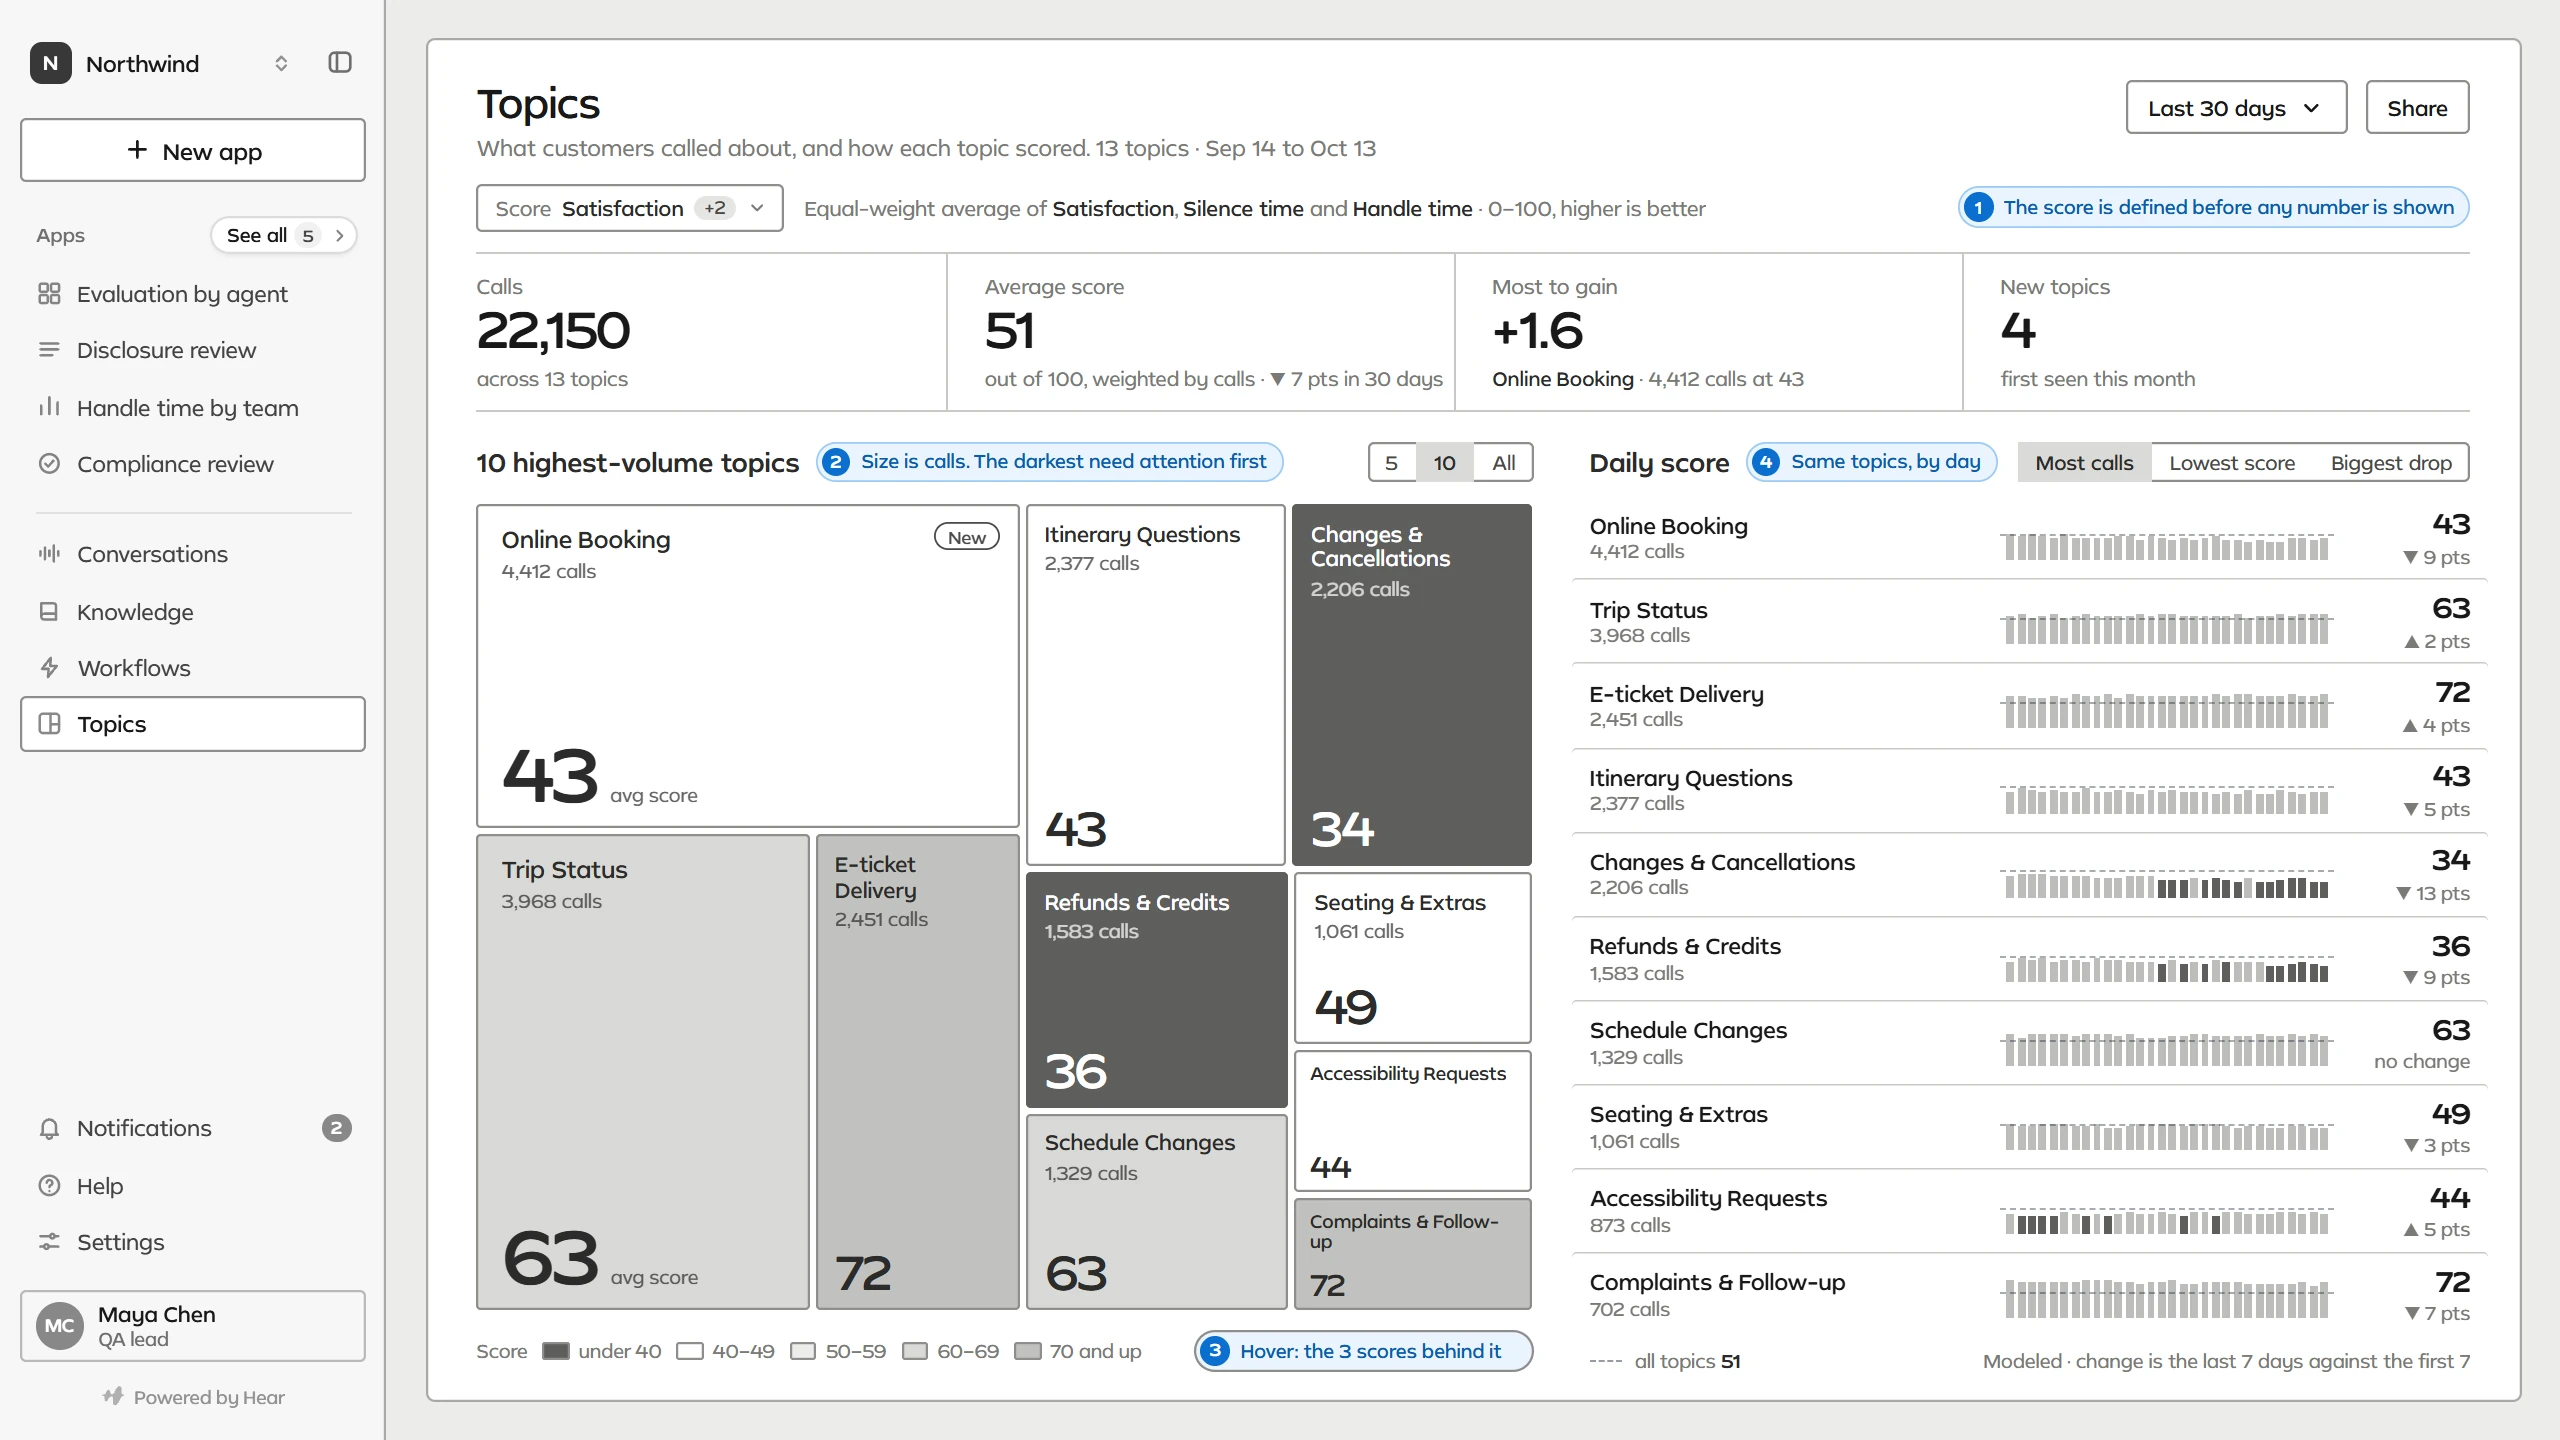 N Northwind
New app
Apps
See all 5
Evaluation by agent
Disclosure review
Handle time by team
Compliance review
Conversations
Knowledge
Workflows
Topics
Notifications 2
Help
Settings
MC
Maya Chen
QA lead
Powered by Hear
Topics
What customers called about, and how each topic scored. 13 topics · Sep 14 to Oct 13
Last 30 days
Share
Score Satisfaction +2
Equal-weight average of Satisfaction, Silence time and Handle time · 0–100, higher is better
1 The score is defined before any number is shown
Calls
22,150
across 13 topics
Average score
51
out of 100, weighted by calls · ▼ 7 pts in 30 days
Most to gain
+1.6
Online Booking · 4,412 calls at 43
New topics
4
first seen this month
10 highest-volume topics
2 Size is calls. The darkest need attention first
5 10 All
Online Booking
New
4,412 calls
43 avg score
Itinerary Questions
2,377 calls
43
Changes &
Cancellations
2,206 calls
34
Trip Status
3,968 calls
63 avg score
E-ticket
Delivery
2,451 calls
72
Refunds & Credits
1,583 calls
36
Seating & Extras
1,061 calls
49
Schedule Changes
1,329 calls
63
Accessibility Requests
44
Complaints & Follow-
up
72
Score under 40 40–49 50–59 60–69 70 and up
3 Hover: the 3 scores behind it
Daily score
4 Same topics, by day
Most calls Lowest score Biggest drop
Online Booking
4,412 calls
43
▼ 9 pts
Trip Status
3,968 calls
63
▲ 2 pts
E-ticket Delivery
2,451 calls
72
▲ 4 pts
Itinerary Questions
2,377 calls
43
▼ 5 pts
Changes & Cancellations
2,206 calls
34
▼ 13 pts
Refunds & Credits
1,583 calls
36
▼ 9 pts
Schedule Changes
1,329 calls
63
no change
Seating & Extras
1,061 calls
49
▼ 3 pts
Accessibility Requests
873 calls
44
▲ 5 pts
Complaints & Follow-up
702 calls
72
▼ 7 pts
all topics 51
Modeled · change is the last 7 days against the first 7